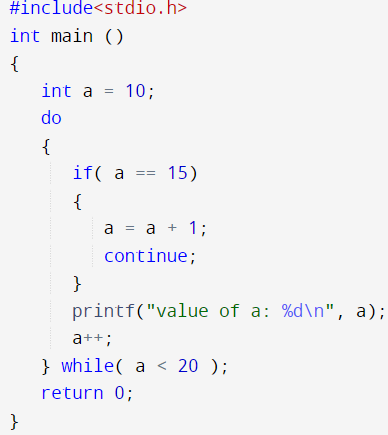 #include<stdio.h>
int main ()
{
   int a = 10;
   do
   {
      if( a == 15)
      {
         a = a + 1;
         continue;
      }
      printf("value of a: %d\n", a);
      a++;
   } while( a < 20 );
   return 0;
}